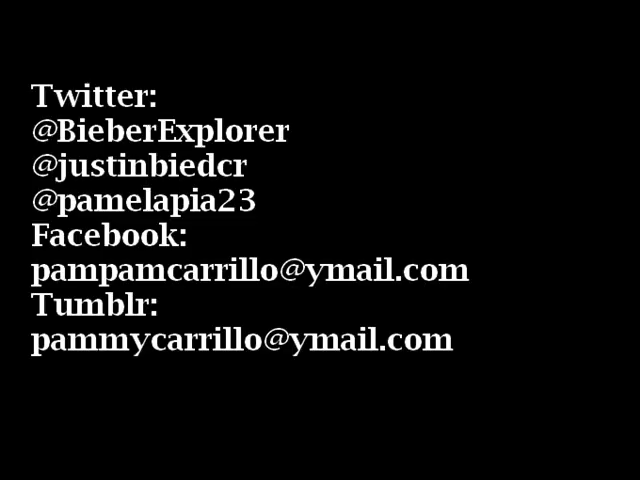 Twitter:
@BieberExplorer
@justinbiedcr
@pamelapia23
Facebook:
pampamcarrillo@ymail.com
Tumblr:
pammycarrillo@ymail.com